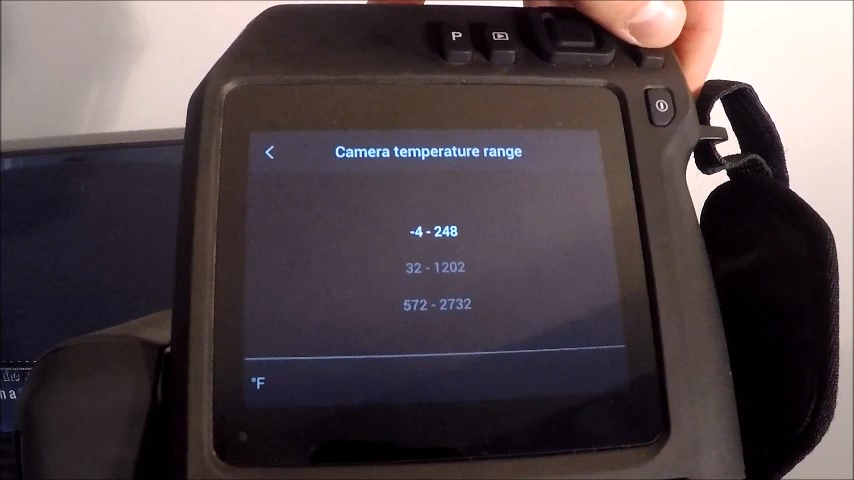 P
Camera temperature range
-4 - 248
32 - 1202
572 - 2732
°F